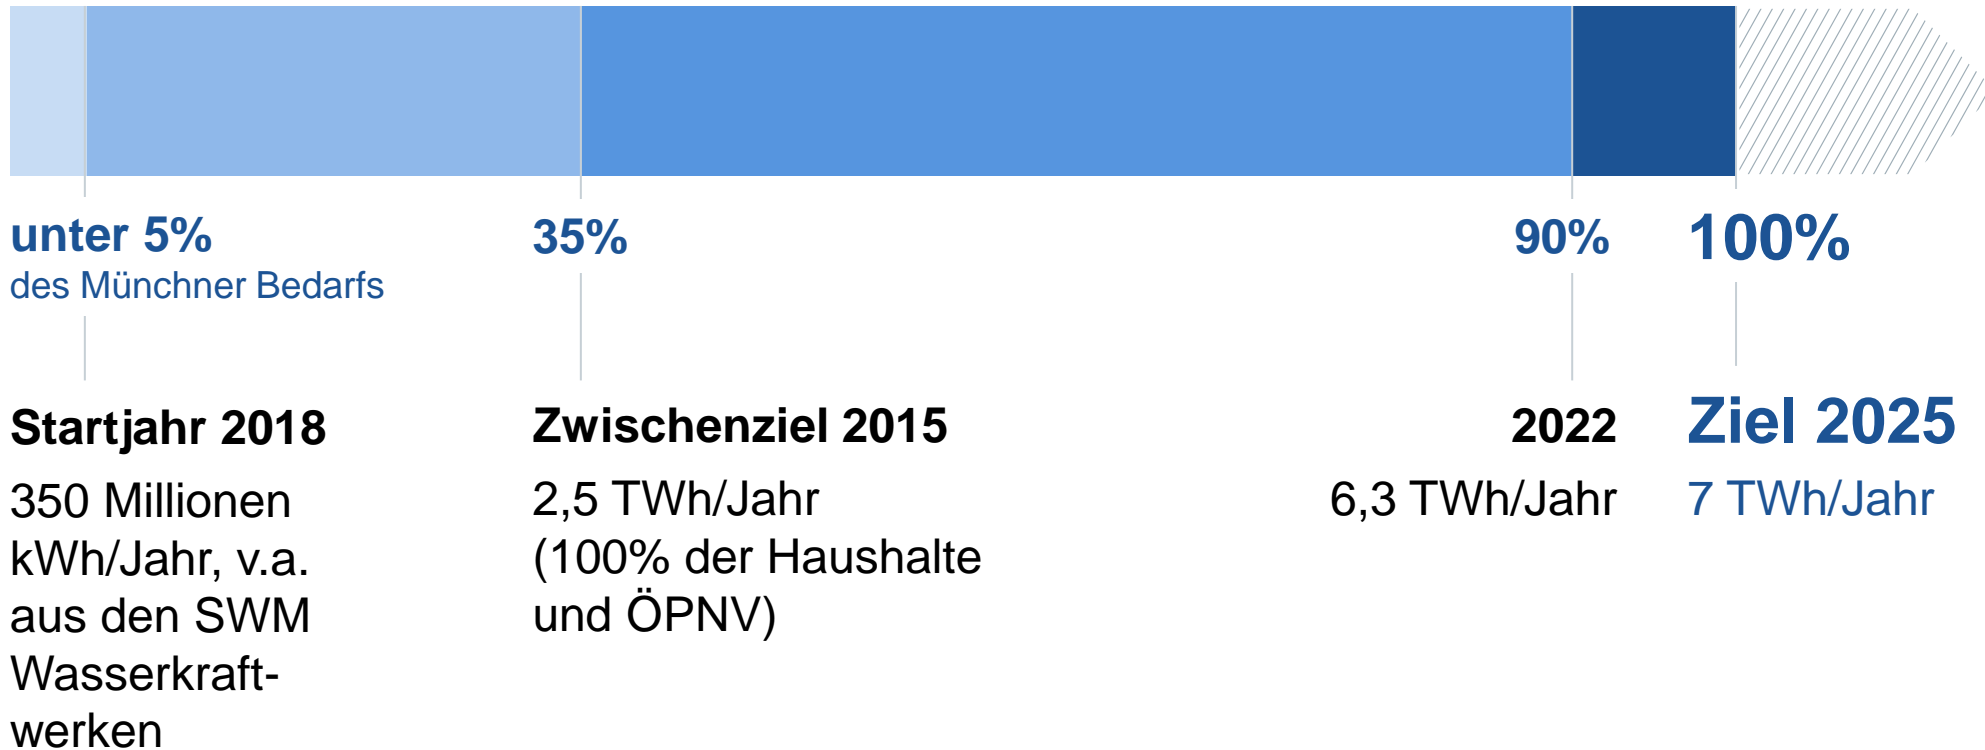 unter 5%
des Münchner Bedarfs
35%
90%
100%
Startjahr 2018
350 Millionen
kWh/Jahr, v.a.
aus den SWM
Wasserkraft-
werken
Zwischenziel 2015
2,5 TWh/Jahr
(100% der Haushalte
und ÖPNV)
2022
6,3 TWh/Jahr
Ziel 2025
7 TWh/Jahr